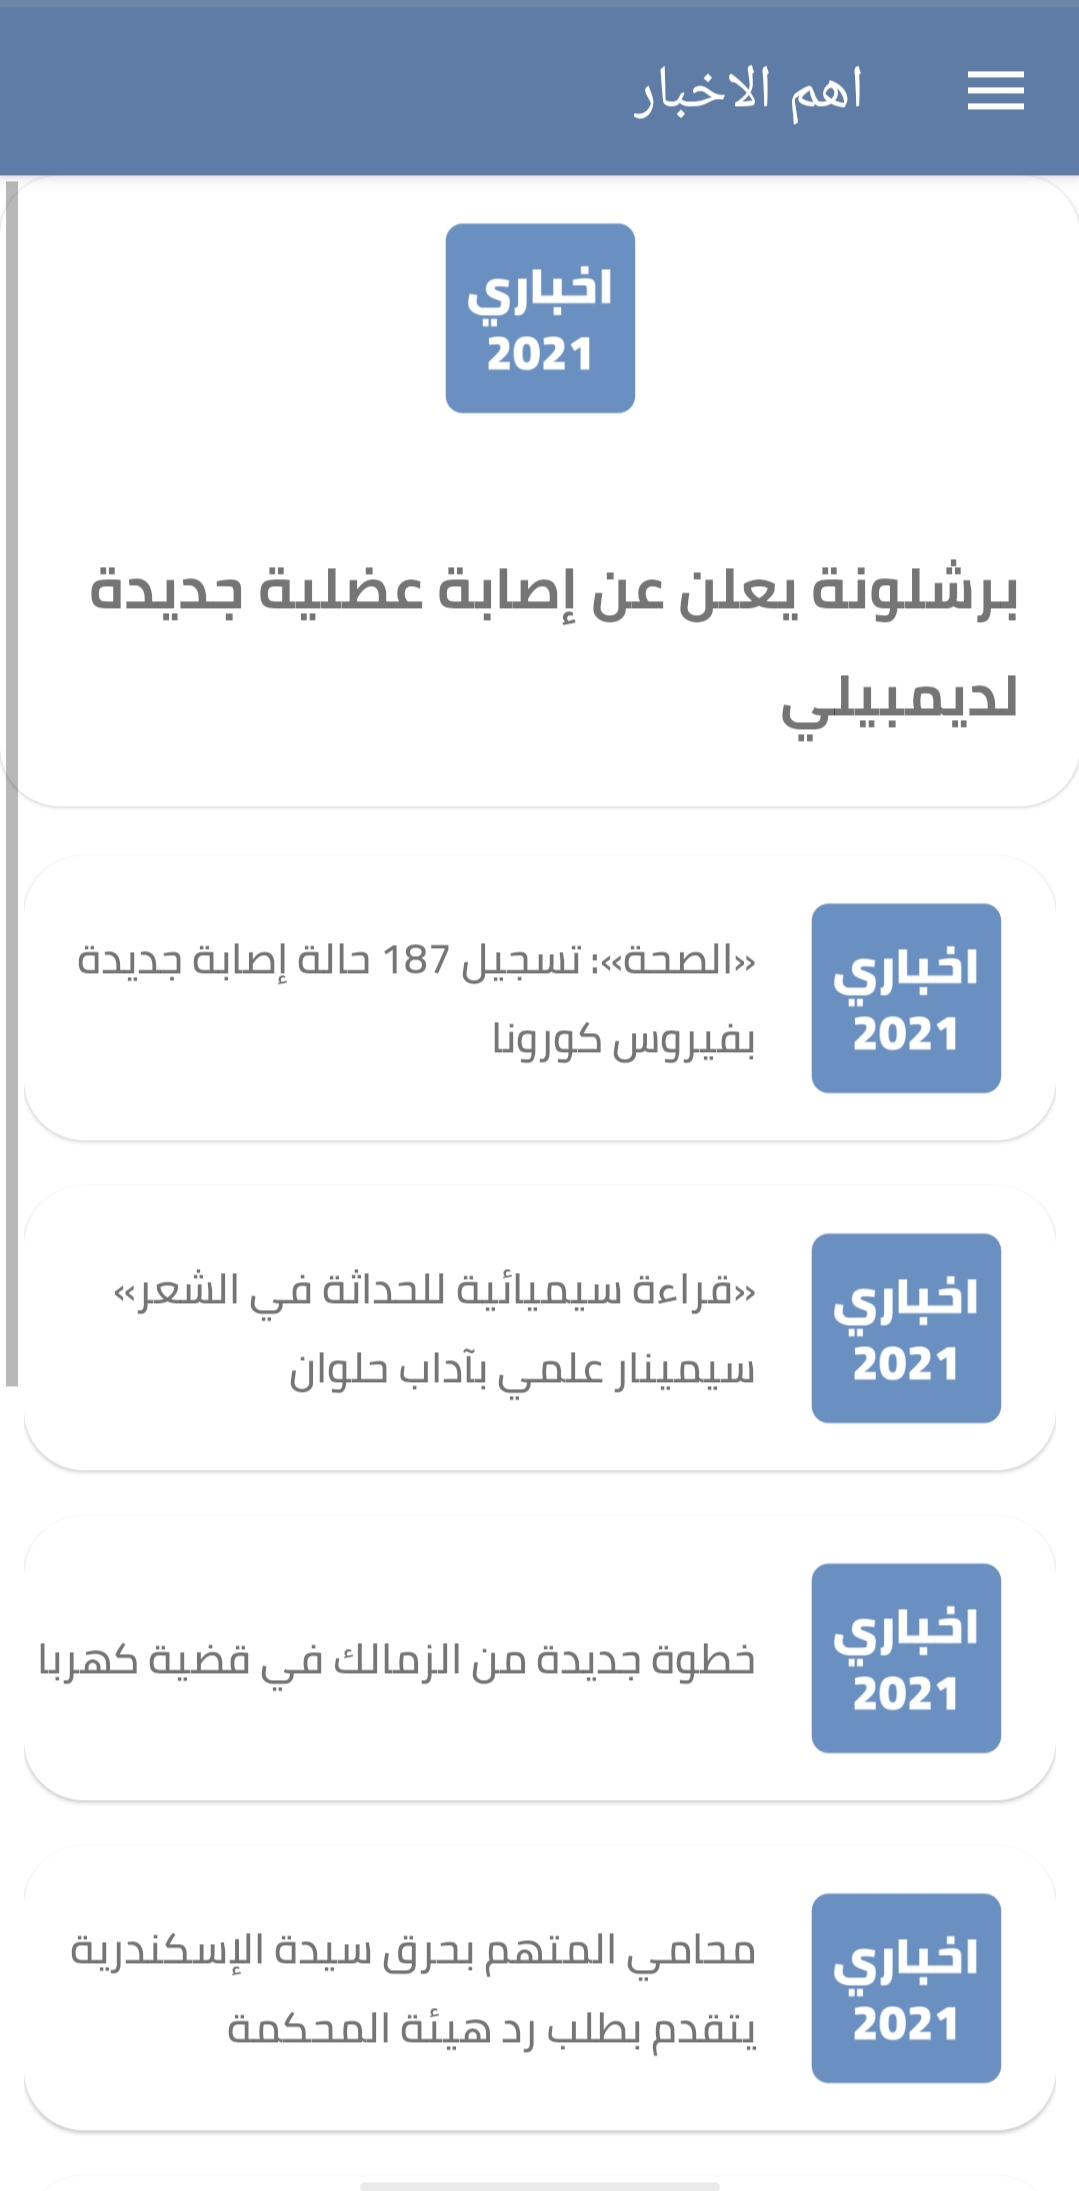 اهم الاخبار
اخباري
2021
برشلونة يعلن عن إصابة عضلية جديدة
لديمبيلي
اخباري
2021
«الصحة»: تسجيل 187 حالة إصابة جديدة
بفيروس كورونا
اخباري
2021
«قراءة سيميائية للحداثة في الشعر»
سيمينار علمي بآداب حلوان
اخباري
2021
خطوة جديدة من الزمالك في قضية كهربا
اخباري
2021
محامي المتهم بحرق سيدة الإسكندرية
يتقدم بطلب رد هيئة المحكمة